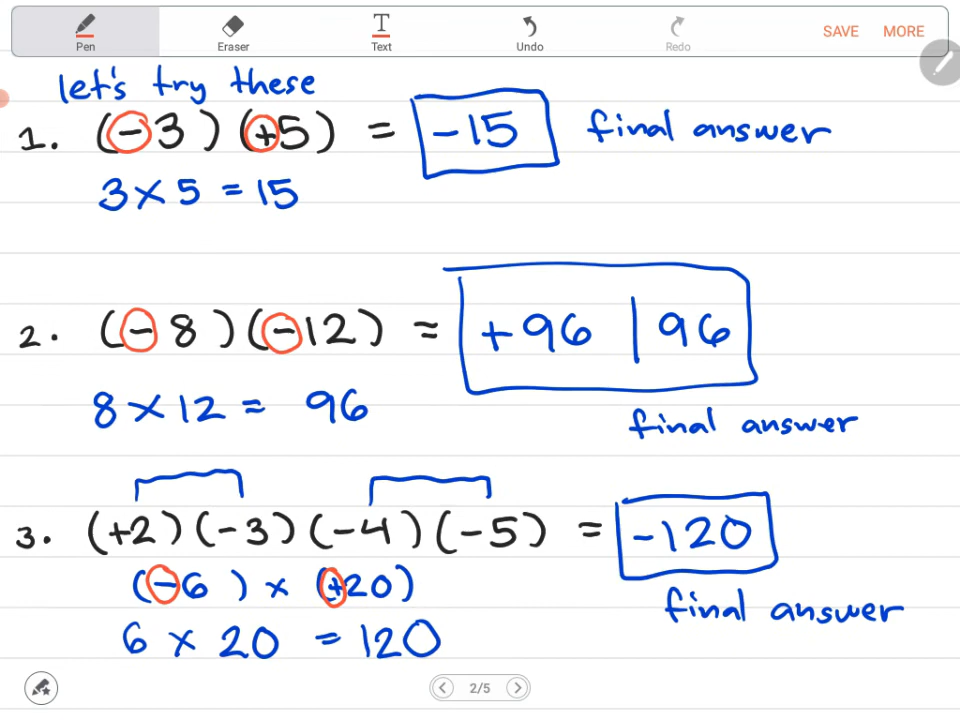 Pen Eraser Text Undo Redo SAVE MORE
let's try these
1. (-3)(+5) = -15 final answer
3 × 5 = 15
2. (-8)(-12) = +96 | 96
8 × 12 = 96
final answer
3. (+2)(-3)(-4)(-5) = -120
(-6) × (+20)
final answer
6 × 20 = 120
2/5